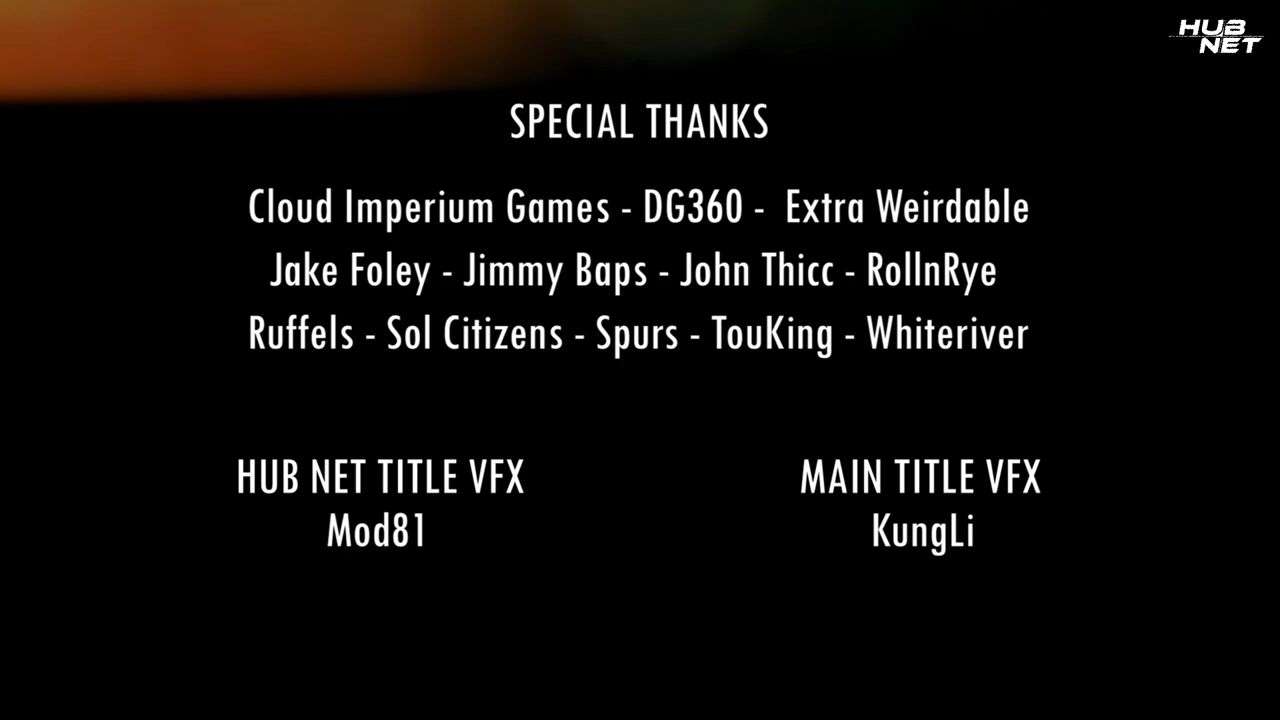 HUB
NET
SPECIAL THANKS
Cloud Imperium Games - DG360 - Extra Weirdable
Jake Foley - Jimmy Baps - John Thicc - RollnRye
Ruffels - Sol Citizens - Spurs - TouKing - Whiteriver
HUB NET TITLE VFX
Mod81
MAIN TITLE VFX
KungLi